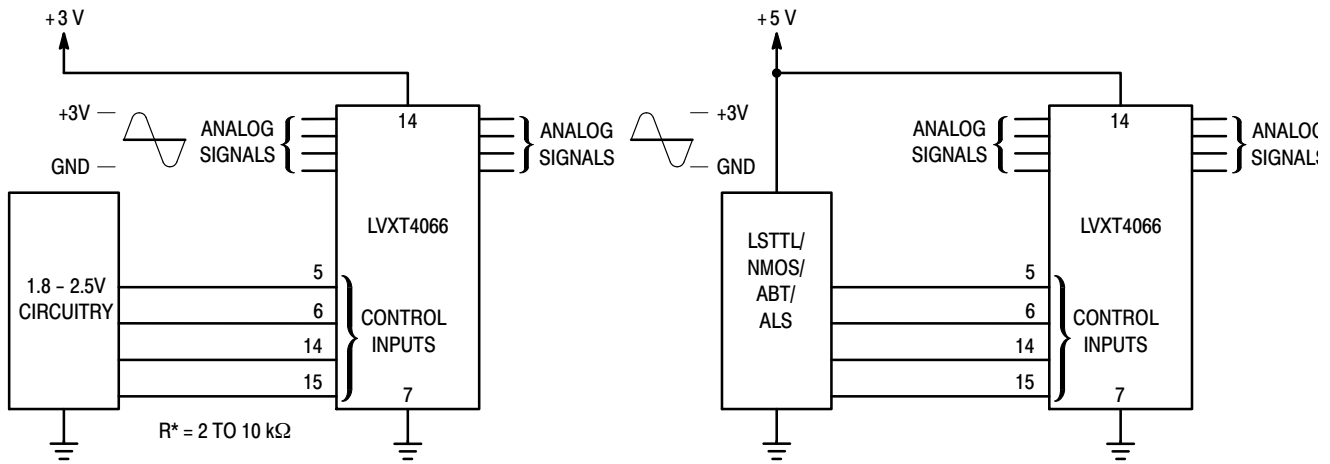 +3 V
+3V
GND
ANALOG
SIGNALS
14
ANALOG
SIGNALS
LVXT4066
1.8 – 2.5V
CIRCUITRY
5
6
14
15
CONTROL
INPUTS
7
R* = 2 TO 10 kΩ
+5 V
+3V
GND
ANALOG
SIGNALS
14
ANALOG
SIGNALS
LSTTL/
NMOS/
ABT/
ALS
LVXT4066
5
6
14
15
CONTROL
INPUTS
7